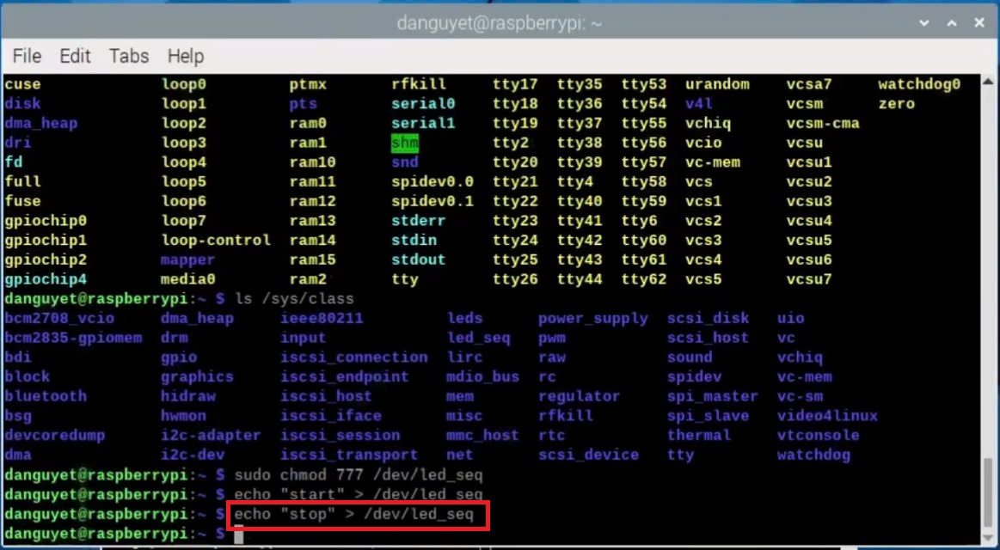 danguyet@raspberrypi: ~
File Edit Tabs Help
cuse loop0 ptmx rfkill tty17 tty35 tty53 urandom vcsa7 watchdog0
disk loop1 pts serial0 tty18 tty36 tty54 v4l vcsm zero
dma_heap loop2 ram0 serial1 tty19 tty37 tty55 vchiq vcsm-cma
dri loop3 ram1 shm tty2 tty38 tty56 vcio vcsu
fd loop4 ram10 snd tty20 tty39 tty57 vc-mem vcsu1
full loop5 ram11 spidev0.0 tty21 tty4 tty58 vcs vcsu2
fuse loop6 ram12 spidev0.1 tty22 tty40 tty59 vcs1 vcsu3
gpiochip0 loop7 ram13 stderr tty23 tty41 tty6 vcs2 vcsu4
gpiochip1 loop-control ram14 stdin tty24 tty42 tty60 vcs3 vcsu5
gpiochip2 mapper ram15 stdout tty25 tty43 tty61 vcs4 vcsu6
gpiochip4 media0 ram2 tty tty26 tty44 tty62 vcs5 vcsu7
danguyet@raspberrypi:~ $ ls /sys/class
bcm2708_vcio dma_heap ieee80211 leds power_supply scsi_disk uio
bcm2835-gpiomem drm input led_seq pwm scsi_host vc
bdi gpio iscsi_connection lirc raw sound vchiq
block graphics iscsi_endpoint mdio_bus rc spidev vc-mem
bluetooth hidraw iscsi_host mem regulator spi_master vc-sm
bsg hwmon iscsi_iface misc rfkill spi_slave video4linux
devcoredump i2c-adapter iscsi_session mmc_host rtc thermal vtconsole
dma i2c-dev iscsi_transport net scsi_device tty watchdog
danguyet@raspberrypi:~ $ sudo chmod 777 /dev/led_seq
danguyet@raspberrypi:~ $ echo "start" > /dev/led_seq
danguyet@raspberrypi:~ $ echo "stop" > /dev/led_seq
danguyet@raspberrypi:~ $